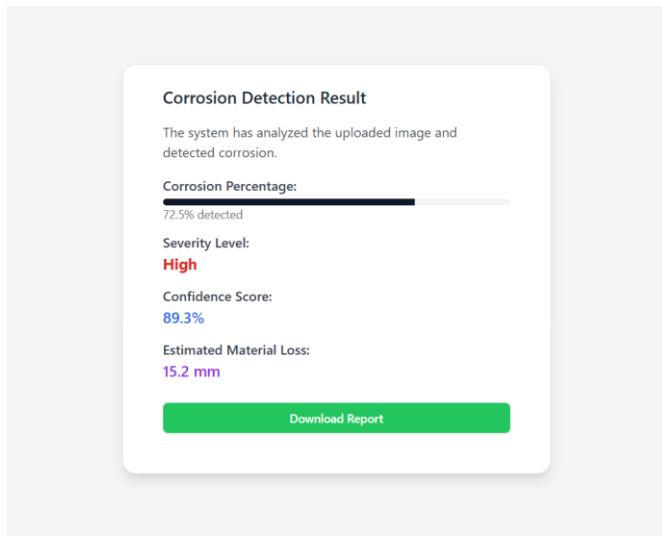 Corrosion Detection Result
The system has analyzed the uploaded image and
detected corrosion.
Corrosion Percentage:
72.5% detected
Severity Level:
High
Confidence Score:
89.3%
Estimated Material Loss:
15.2 mm
Download Report